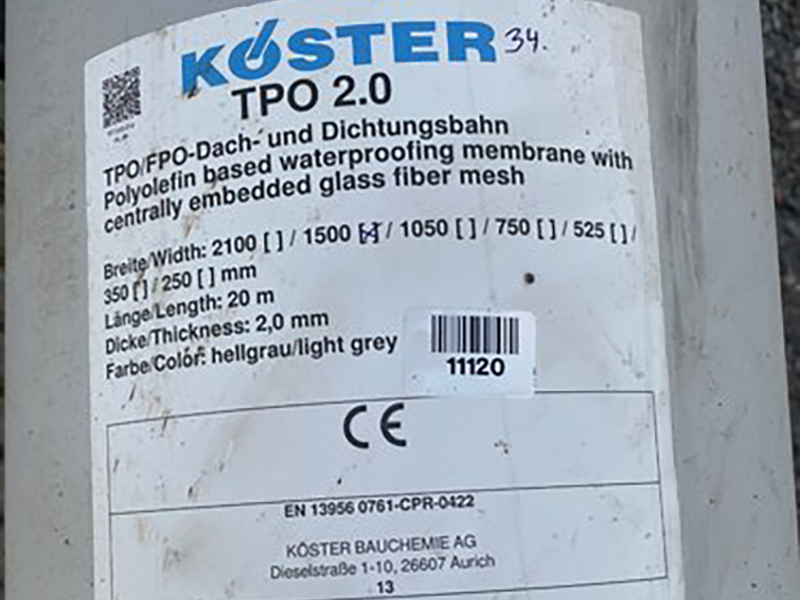 KÖSTER 34.
TPO 2.0
TPO/FPO-Dach- und Dichtungsbahn
Polyolefin based waterproofing membrane with
centrally embedded glass fiber mesh
Breite/Width: 2100 [ ] / 1500 [x] / 1050 [ ] / 750 [ ] / 525 [ ] /
350 [ ] / 250 [ ] mm
Länge/Length: 20 m
Dicke/Thickness: 2,0 mm
Farbe/Color: hellgrau/light grey
11120
CE
EN 13956 0761-CPR-0422
KÖSTER BAUCHEMIE AG
Dieselstraße 1-10, 26607 Aurich
13